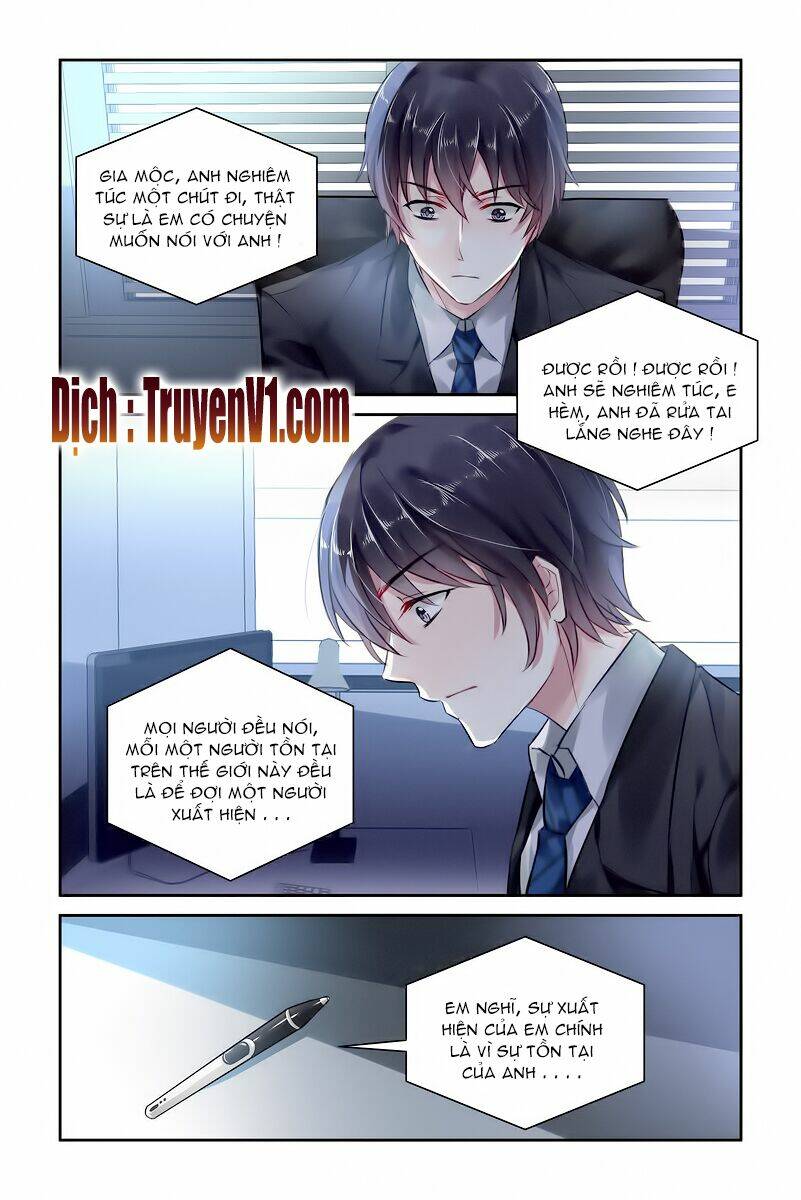 GIA MỘC, ANH NGHIÊM
TÚC MỘT CHÚT ĐI, THẬT
SỰ LÀ EM CÓ CHUYỆN
MUỐN NÓI VỚI ANH !
ĐƯỢC RỒI ! ĐƯỢC RỒI !
ANH SẼ NGHIÊM TÚC, E
HÈM, ANH ĐÃ RỬA TAI
LẮNG NGHE ĐÂY !
Dịch : TruyenV1.com
MỌI NGƯỜI ĐỀU NÓI,
MỖI MỘT NGƯỜI TỒN TẠI
TRÊN THẾ GIỚI NÀY ĐỀU
LÀ ĐỂ ĐỢI MỘT NGƯỜI
XUẤT HIỆN . . .
EM NGHĨ, SỰ XUẤT
HIỆN CỦA EM CHÍNH
LÀ VÌ SỰ TỒN TẠI
CỦA ANH . . . .